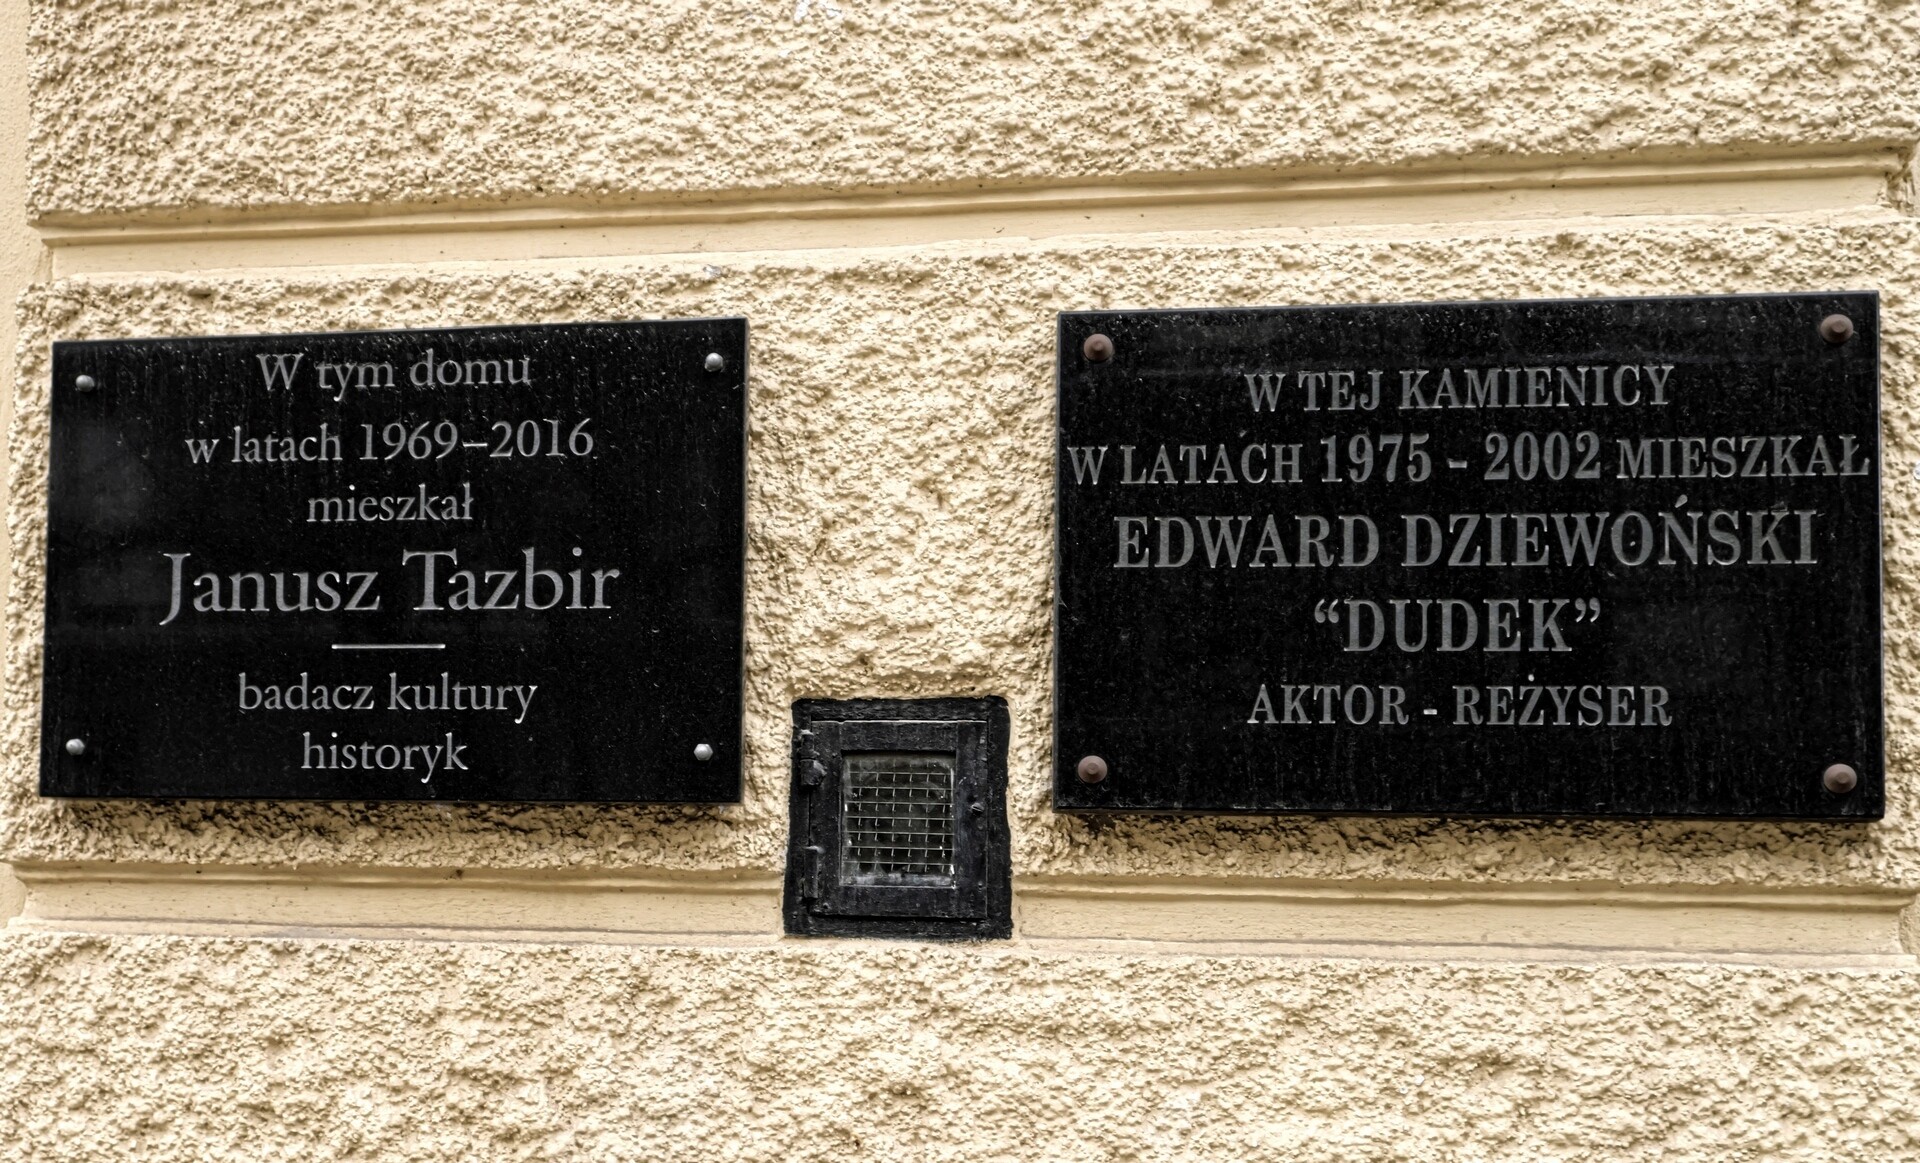 W tym domu
w latach 1969–2016
mieszkał
Janusz Tazbir
badacz kultury
historyk
W TEJ KAMIENICY
W LATACH 1975 - 2002 MIESZKAŁ
EDWARD DZIEWOŃSKI
“DUDEK”
AKTOR - REŻYSER